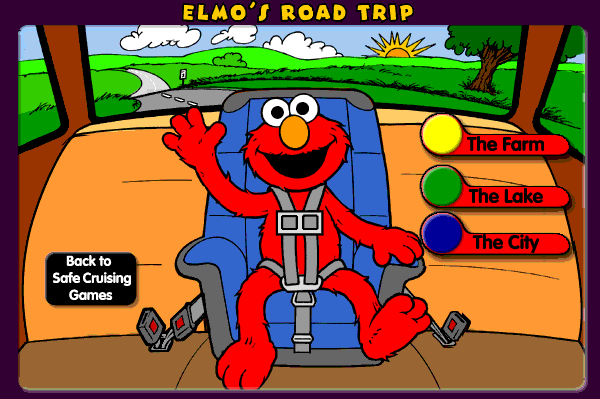 ELMO'S ROAD TRIP
The Farm
The Lake
The City
Back to
Safe Cruising
Games